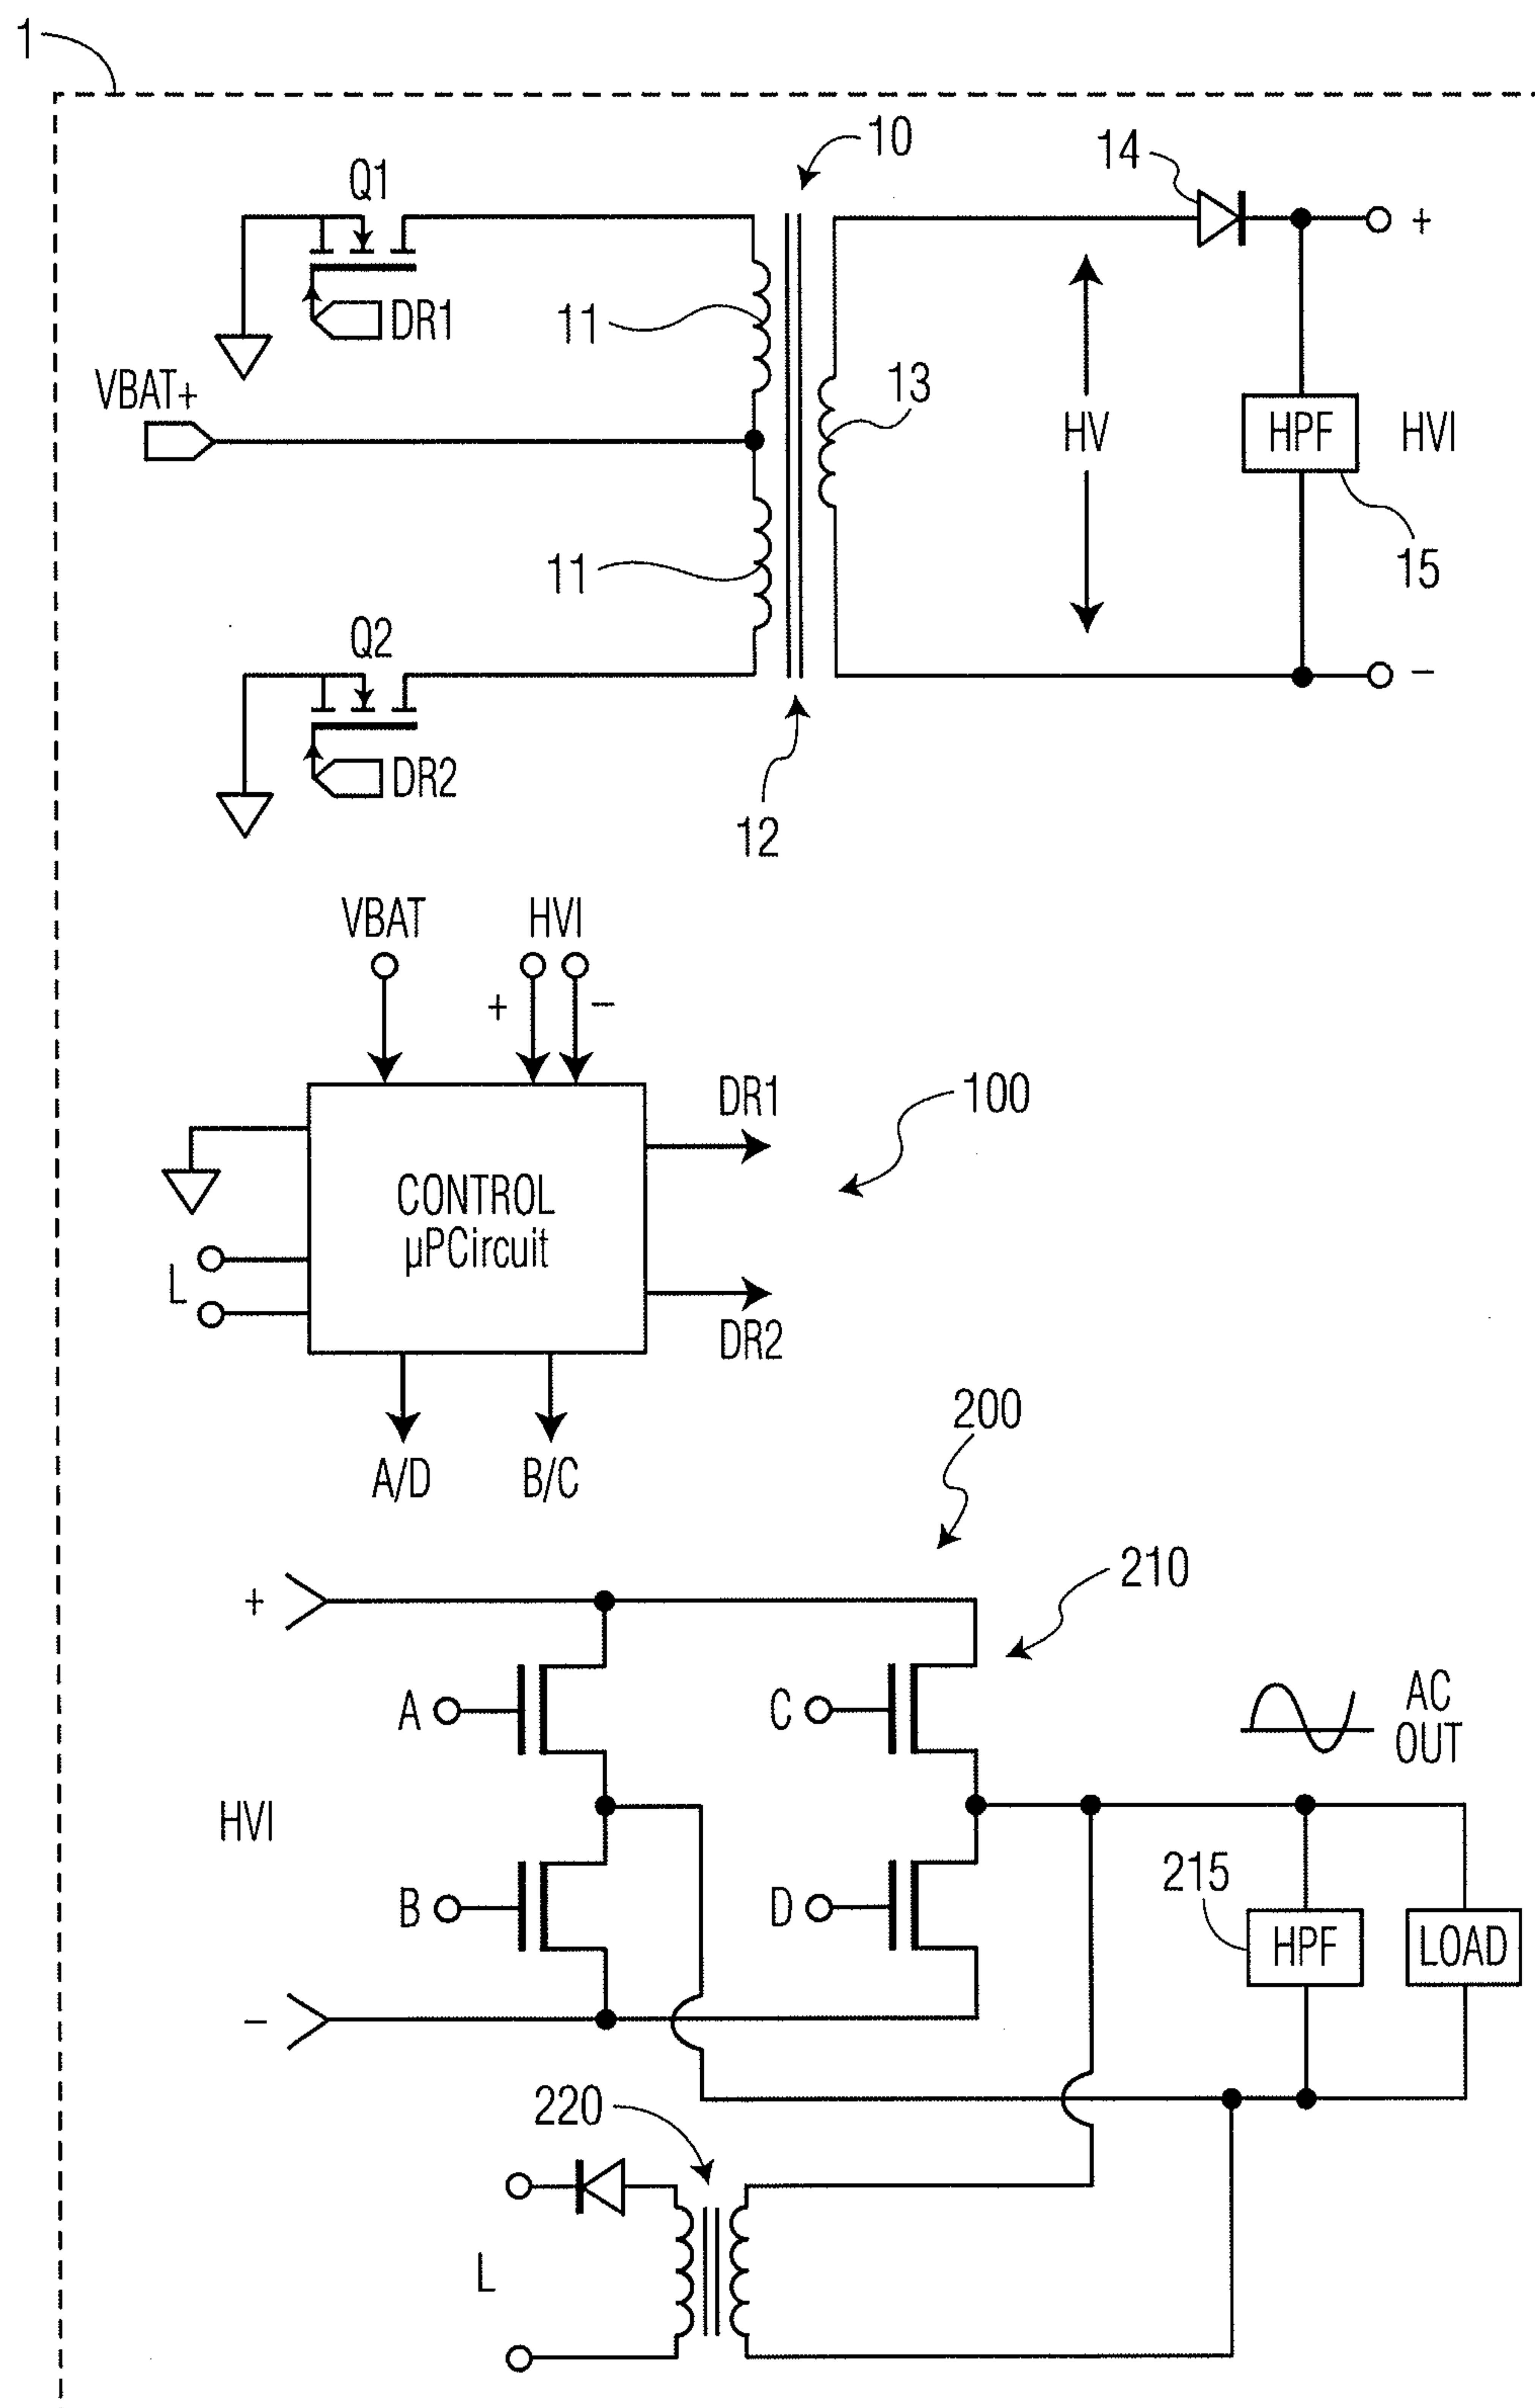 1
10
14
Q1
+
DR1
11
VBAT+
13
HV
HPF
HVI
11
15
Q2
−
DR2
12
VBAT
HVI
+
−
DR1
100
CONTROL
µPCircuit
L
DR2
200
A/D
B/C
210
+
A
C
AC
OUT
HVI
215
B
D
HPF
LOAD
−
220
L